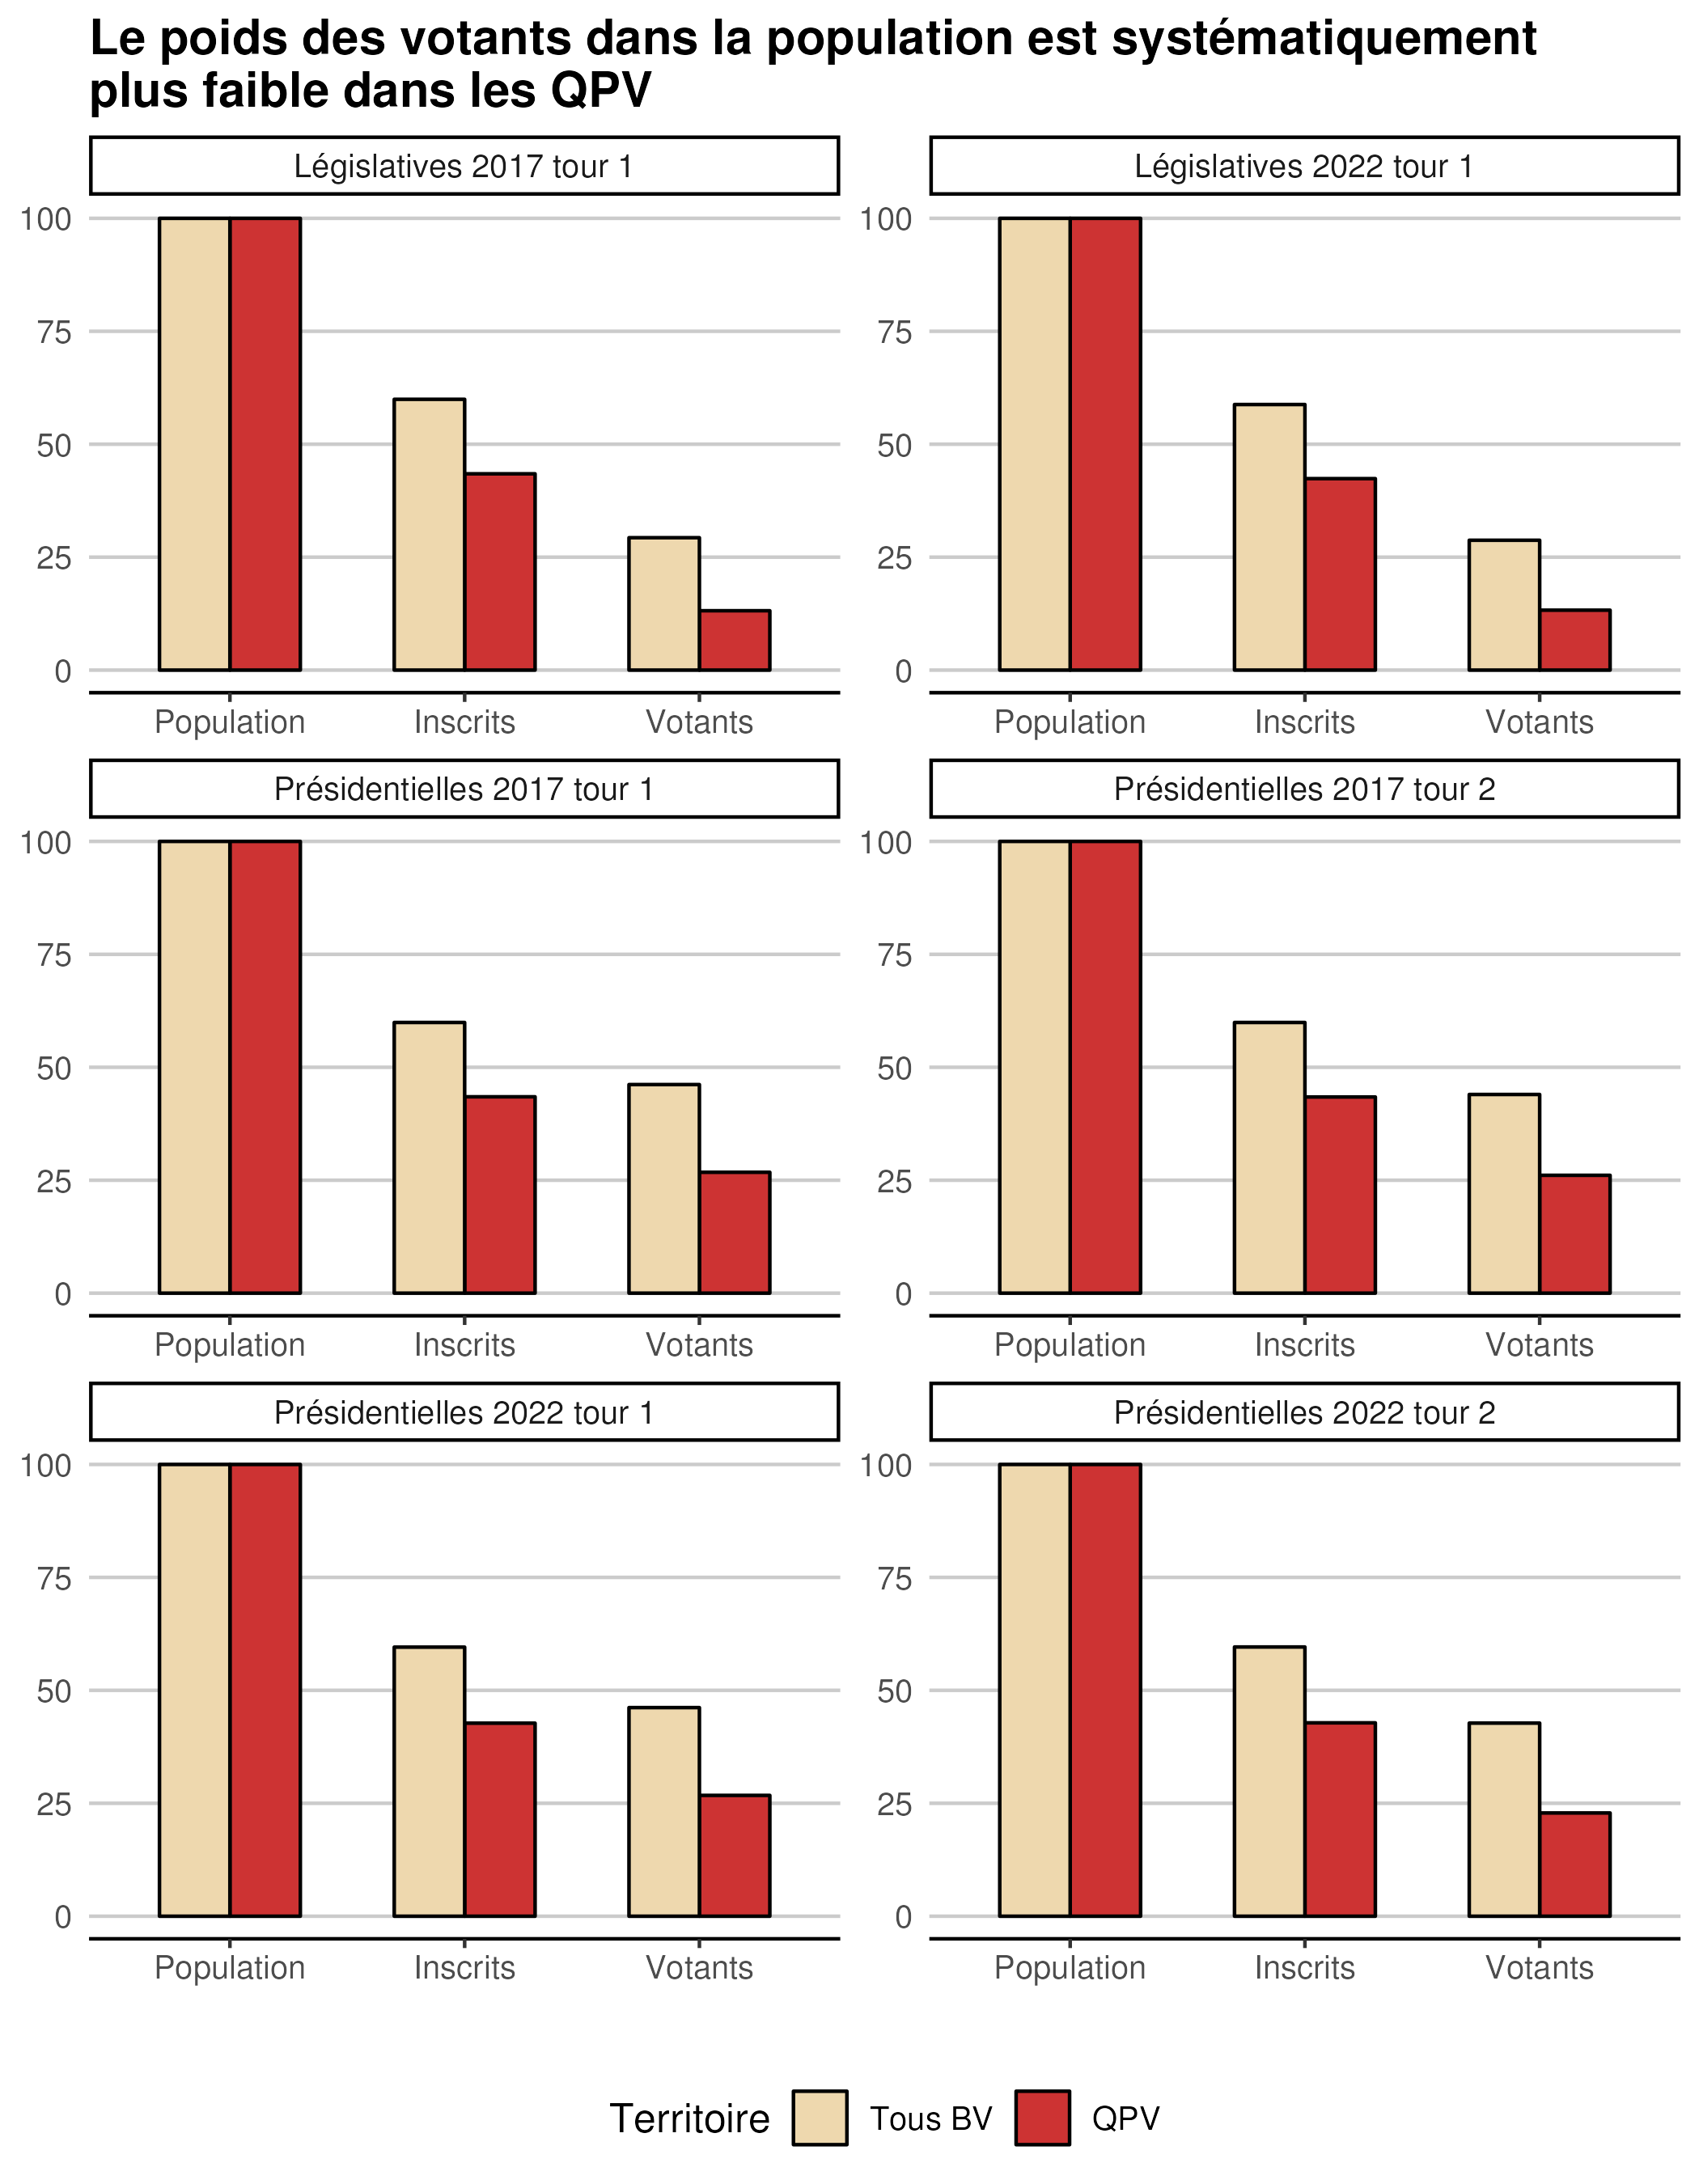 Le poids des votants dans la population est systématiquement
plus faible dans les QPV
Législatives 2017 tour 1
100
75
50
25
0
Population Inscrits Votants
Législatives 2022 tour 1
100
75
50
25
0
Population Inscrits Votants
Présidentielles 2017 tour 1
100
75
50
25
0
Population Inscrits Votants
Présidentielles 2017 tour 2
100
75
50
25
0
Population Inscrits Votants
Présidentielles 2022 tour 1
100
75
50
25
0
Population Inscrits Votants
Présidentielles 2022 tour 2
100
75
50
25
0
Population Inscrits Votants
Territoire Tous BV QPV